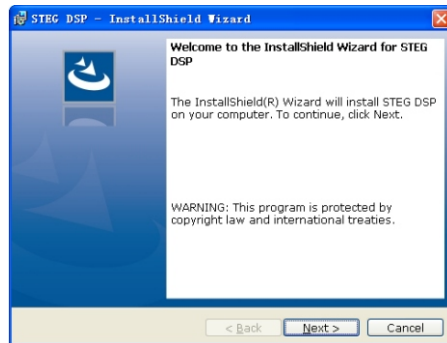 STEG DSP - InstallShield Wizard
Welcome to the InstallShield Wizard for STEG
DSP
The InstallShield(R) Wizard will install STEG DSP
on your computer. To continue, click Next.
WARNING: This program is protected by
copyright law and international treaties.
< Back
Next >
Cancel